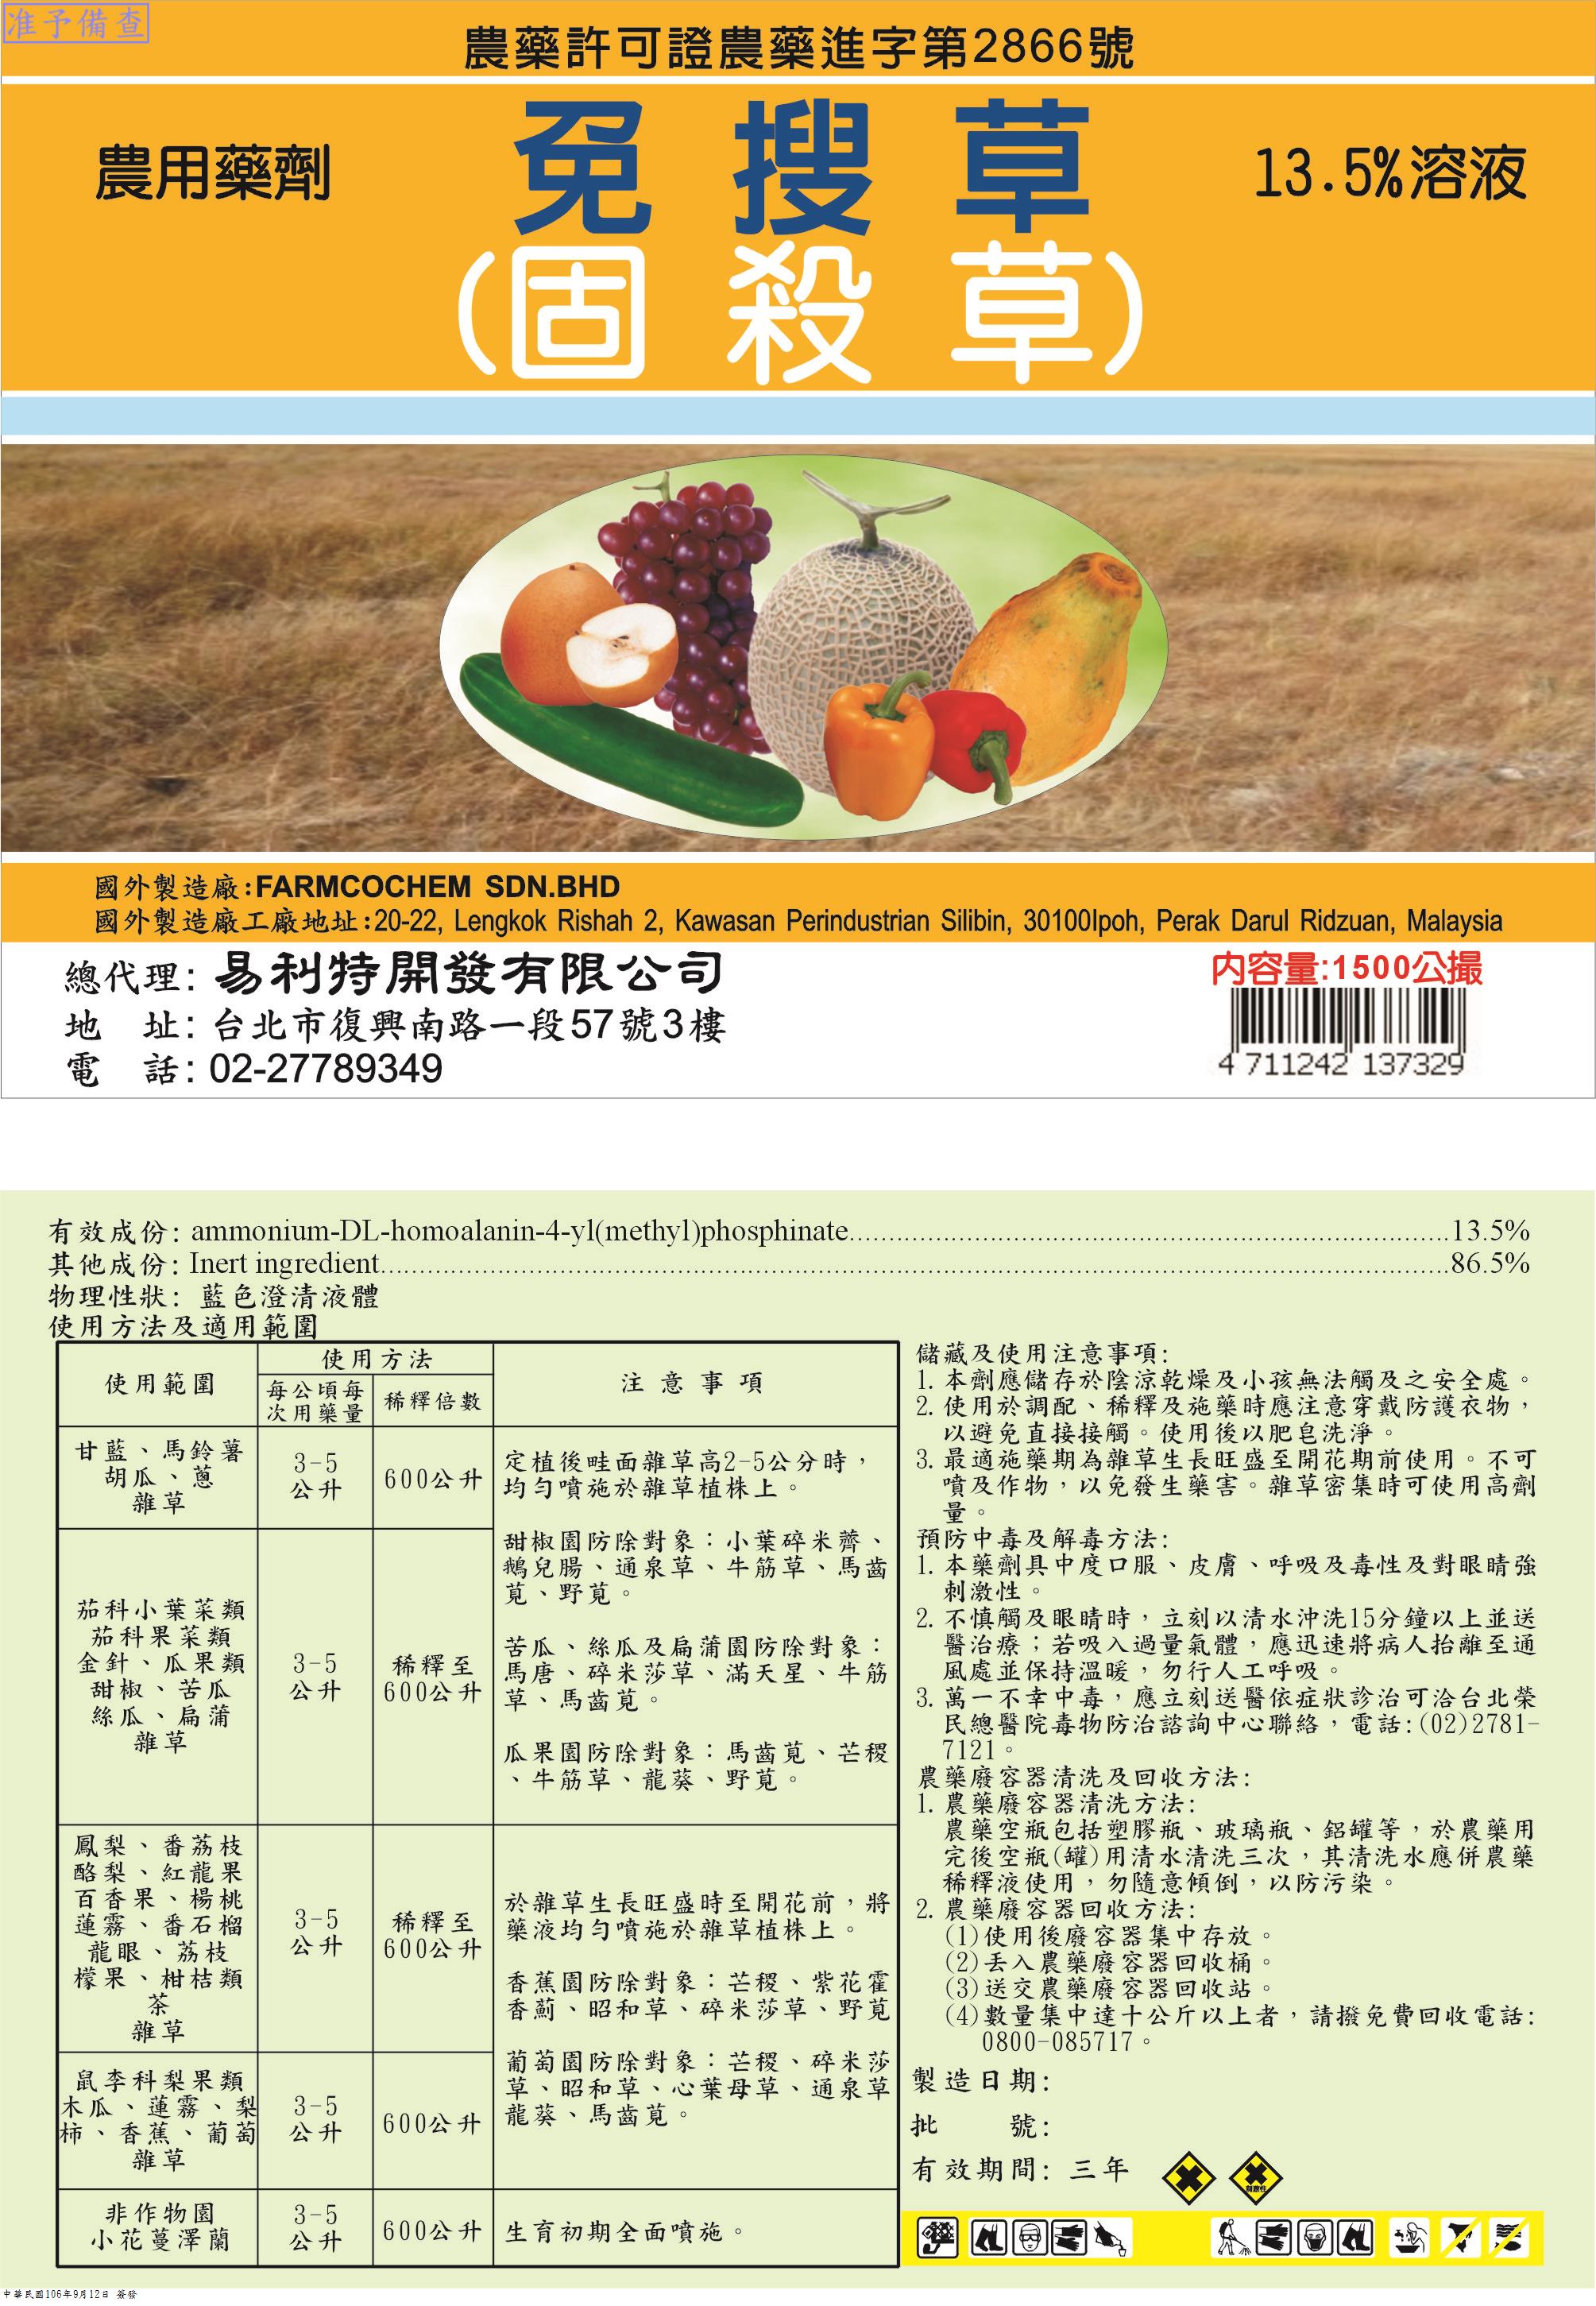 准予備查
農藥許可證農藥進字第2866號
農用藥劑
免搜草
13.5%溶液
(固殺草)
國外製造廠:FARMCOCHEM SDN.BHD
國外製造廠工廠地址:20-22, Lengkok Rishah 2, Kawasan Perindustrian Silibin, 30100Ipoh, Perak Darul Ridzuan, Malaysia
總代理: 易利特開發有限公司
地 址: 台北市復興南路一段57號3樓
電 話: 02-27789349
內容量:1500公撮
4 711242 137329
有效成份: ammonium-DL-homoalanin-4-yl(methyl)phosphinate...13.5%
其他成份: Inert ingredient...86.5%
物理性狀: 藍色澄清液體
使用方法及適用範圍
使用範圍
使用方法
每公頃每
次用藥量
稀釋倍數
注意事項
甘藍、馬鈴薯
胡瓜、蔥
雜草
3-5
公升
600公升
定植後畦面雜草高2-5公分時，
均勻噴施於雜草植株上。
茄科小葉菜類
茄科果菜類
金針、瓜果類
甜椒、苦瓜
絲瓜、扁蒲
雜草
3-5
公升
稀釋至
600公升
甜椒園防除對象：小葉碎米薺、
鵝兒腸、通泉草、牛筋草、馬齒
莧、野莧。
苦瓜、絲瓜及扁蒲園防除對象：
馬唐、碎米莎草、滿天星、牛筋
草、馬齒莧。
瓜果園防除對象：馬齒莧、芒稷
、牛筋草、龍葵、野莧。
鳳梨、番荔枝
酪梨、紅龍果
百香果、楊桃
蓮霧、番石榴
龍眼、荔枝
檬果、柑桔類
茶
雜草
3-5
公升
稀釋至
600公升
於雜草生長旺盛時至開花前，將
藥液均勻噴施於雜草植株上。
香蕉園防除對象：芒稷、紫花霍
香薊、昭和草、碎米莎草、野莧
葡萄園防除對象：芒稷、碎米莎
草、昭和草、心葉母草、通泉草
龍葵、馬齒莧。
鼠李科梨果類
木瓜、蓮霧、梨
柿、香蕉、葡萄
雜草
3-5
公升
600公升
非作物園
小花蔓澤蘭
3-5
公升
600公升
生育初期全面噴施。
儲藏及使用注意事項:
1. 本劑應儲存於陰涼乾燥及小孩無法觸及之安全處。
2. 使用於調配、稀釋及施藥時應注意穿戴防護衣物，
以避免直接接觸。使用後以肥皂洗淨。
3. 最適施藥期為雜草生長旺盛至開花期前使用。不可
噴及作物，以免發生藥害。雜草密集時可使用高劑
量。
預防中毒及解毒方法:
1. 本藥劑具中度口服、皮膚、呼吸及毒性及對眼睛強
刺激性。
2. 不慎觸及眼睛時，立刻以清水沖洗15分鐘以上並送
醫治療；若吸入過量氣體，應迅速將病人抬離至通
風處並保持溫暖，勿行人工呼吸。
3. 萬一不幸中毒，應立刻送醫依症狀診治可洽台北榮
民總醫院毒物防治諮詢中心聯絡，電話:(02)2781-
7121。
農藥廢容器清洗及回收方法:
1. 農藥廢容器清洗方法:
農藥空瓶包括塑膠瓶、玻璃瓶、鋁罐等，於農藥用
完後空瓶(罐)用清水清洗三次，其清洗水應併農藥
稀釋液使用，勿隨意傾倒，以防污染。
2. 農藥廢容器回收方法:
(1)使用後廢容器集中存放。
(2)丟入農藥廢容器回收桶。
(3)送交農藥廢容器回收站。
(4)數量集中達十公斤以上者，請撥免費回收電話:
0800-085717。
製造日期:
批 號:
有效期間: 三年
刺激性
中華民國106年9月12日 簽發